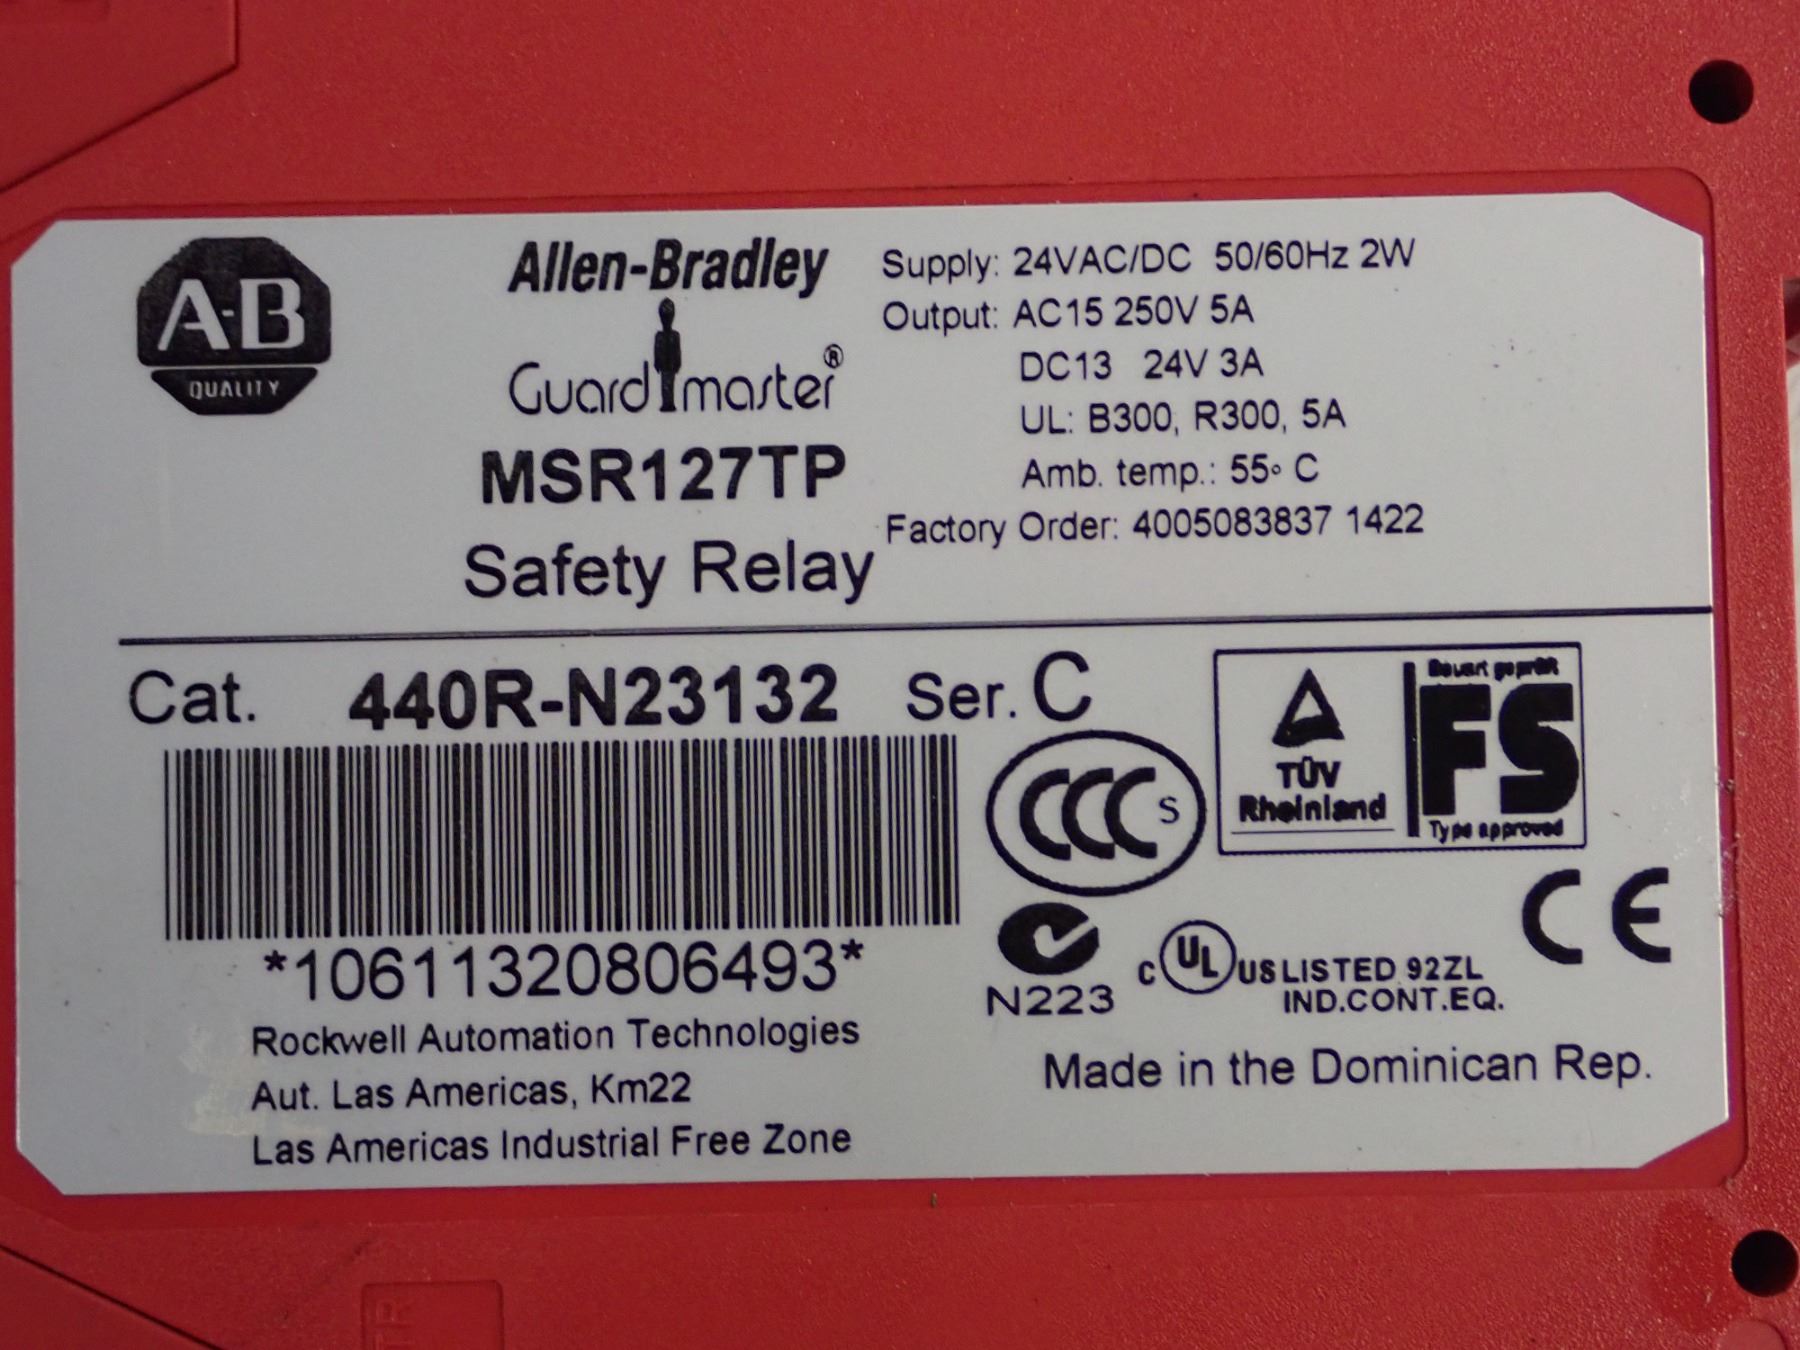 A-B
QUALITY
Allen-Bradley
Guardmaster®
MSR127TP
Safety Relay
Supply: 24VAC/DC 50/60Hz 2W
Output: AC15 250V 5A
DC13 24V 3A
UL: B300, R300, 5A
Amb. temp.: 55° C
Factory Order: 4005083837 1422
Cat. 440R-N23132 Ser. C
*10611320806493*
Rockwell Automation Technologies
Aut. Las Americas, Km22
Las Americas Industrial Free Zone
CCC S
TÜV
Rheinland
Bauart geprüft
FS
Type approved
CE
N223
c UL US LISTED 92ZL
IND.CONT.EQ.
Made in the Dominican Rep.